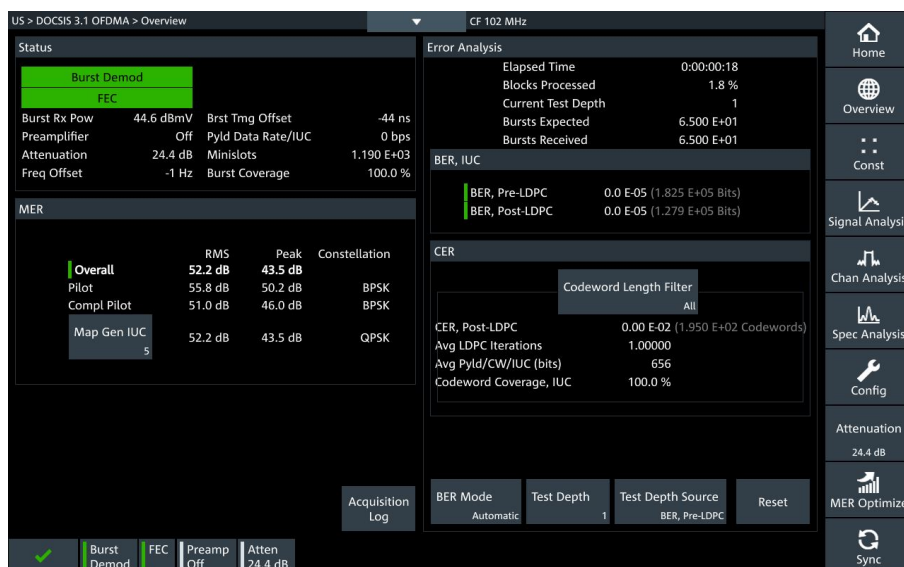 US > DOCSIS 3.1 OFDMA > Overview
CF 102 MHz
Status
Burst Demod
FEC
Burst Rx Pow 44.6 dBmV Brst Tmg Offset -44 ns
Preamplifier Off Pyld Data Rate/IUC 0 bps
Attenuation 24.4 dB Minislots 1.190 E+03
Freq Offset -1 Hz Burst Coverage 100.0 %
MER
RMS Peak Constellation
Overall 52.2 dB 43.5 dB
Pilot 55.8 dB 50.2 dB BPSK
Compl Pilot 51.0 dB 46.0 dB BPSK
Map Gen IUC
5
52.2 dB 43.5 dB QPSK
Acquisition
Log
Error Analysis
Elapsed Time 0:00:00:18
Blocks Processed 1.8 %
Current Test Depth 1
Bursts Expected 6.500 E+01
Bursts Received 6.500 E+01
BER, IUC
BER, Pre-LDPC 0.0 E-05 (1.825 E+05 Bits)
BER, Post-LDPC 0.0 E-05 (1.279 E+05 Bits)
CER
Codeword Length Filter
All
CER, Post-LDPC 0.00 E-02 (1.950 E+02 Codewords)
Avg LDPC Iterations 1.00000
Avg Pyld/CW/IUC (bits) 656
Codeword Coverage, IUC 100.0 %
BER Mode
Automatic
Test Depth
1
Test Depth Source
BER, Pre-LDPC
Reset
Home
Overview
Const
Signal Analysi
Chan Analysis
Spec Analysis
Config
Attenuation
24.4 dB
MER Optimize
Sync
Burst
Demod
FEC
Preamp
Off
Atten
24.4 dB